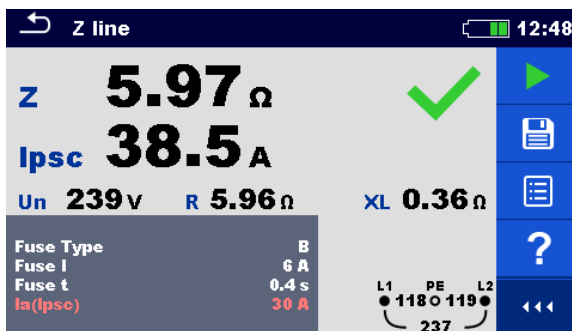 Z line 12:48
Z 5.97 Ω
Ipsc 38.5 A
Un 239 V R 5.96 Ω XL 0.36 Ω
Fuse Type B
Fuse I 6 A
Fuse t 0.4 s
Ia(Ipsc) 30 A
L1 PE L2
118 119
237
?